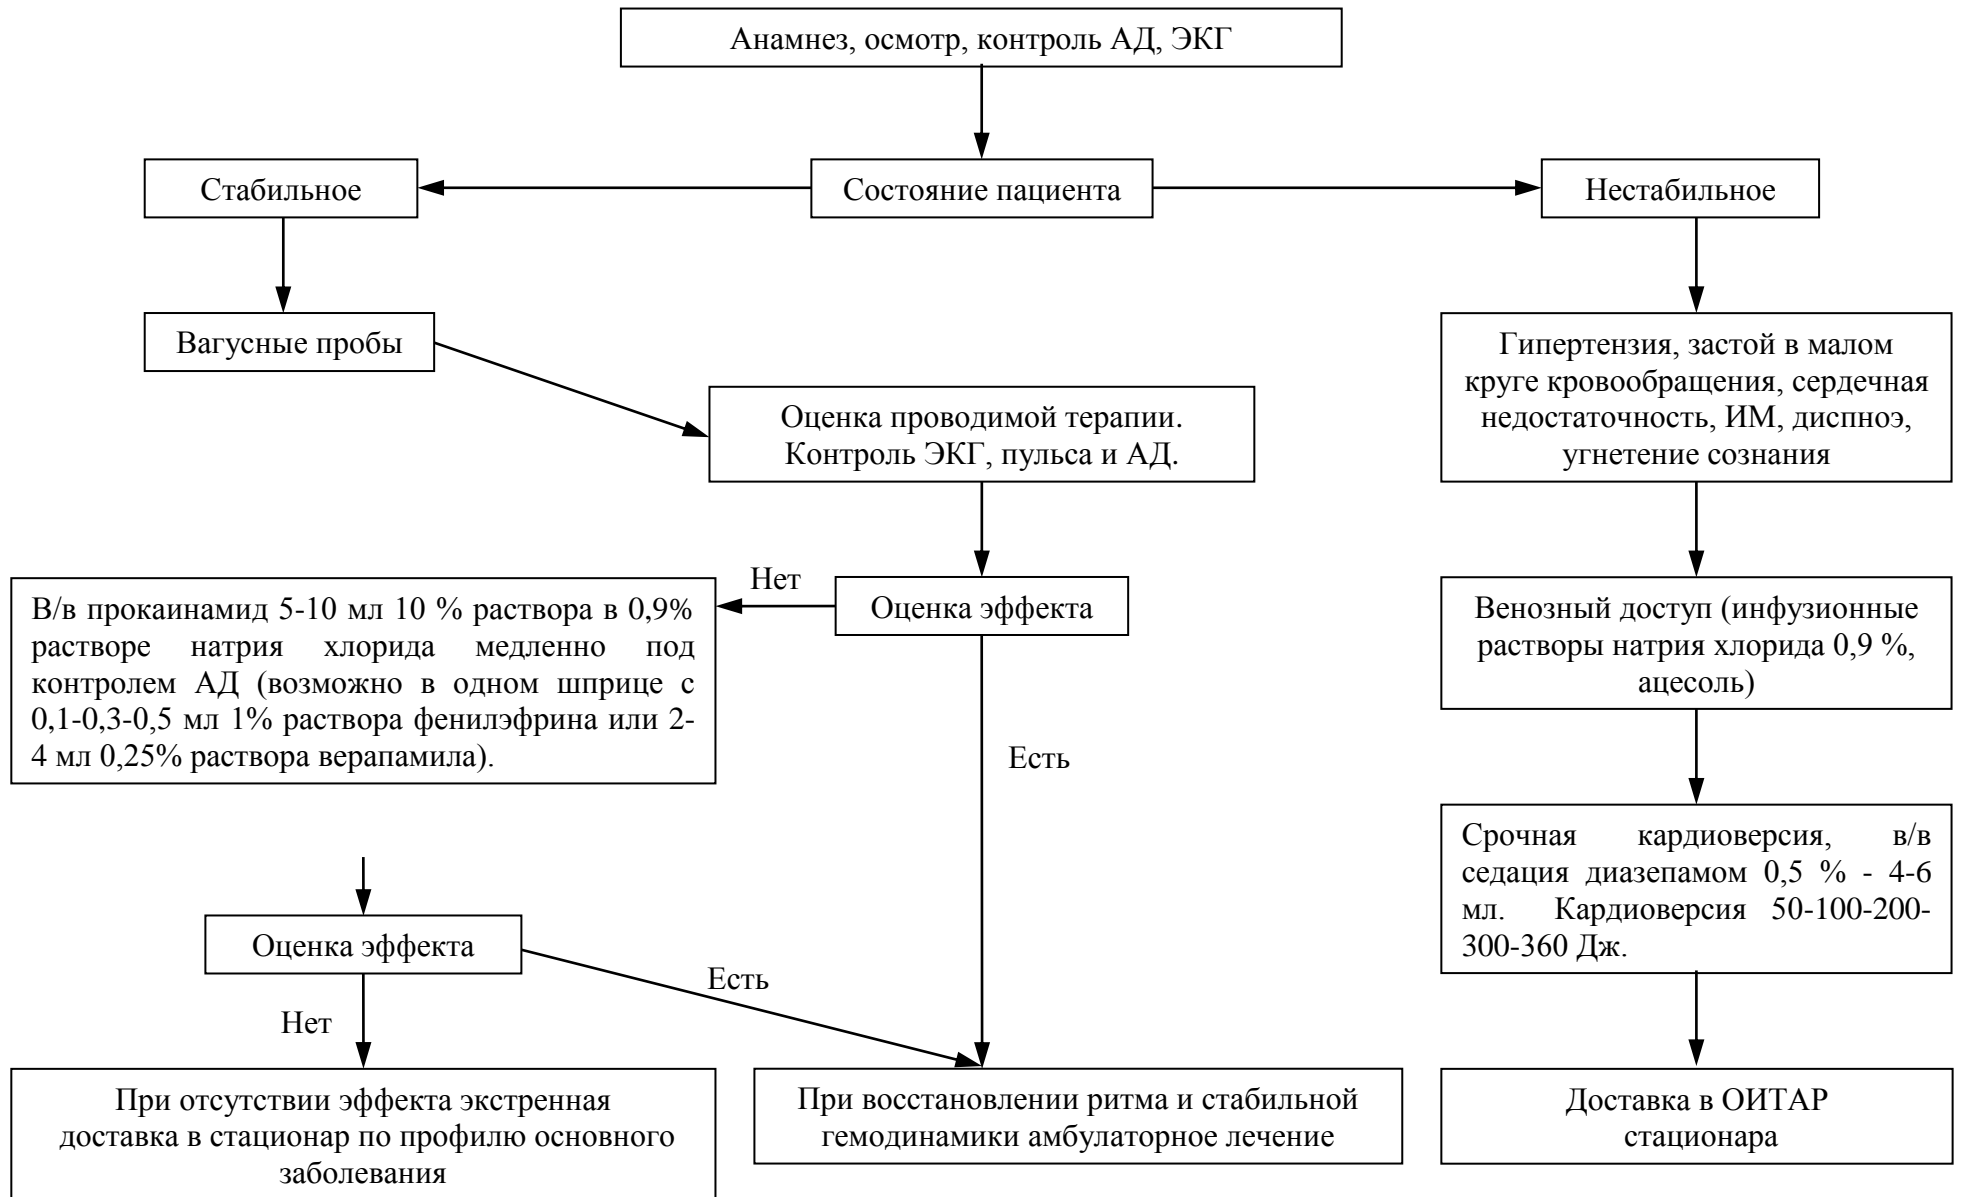 Анамнез, осмотр, контроль АД, ЭКГ
Стабильное
Состояние пациента
Нестабильное
Вагусные пробы
Оценка проводимой терапии.
Контроль ЭКГ, пульса и АД.
Гипертензия, застой в малом
круге кровообращения, сердечная
недостаточность, ИМ, диспноэ,
угнетение сознания
Нет
Оценка эффекта
В/в прокаинамид 5-10 мл 10 % раствора в 0,9%
растворе натрия хлорида медленно под
контролем АД (возможно в одном шприце с
0,1-0,3-0,5 мл 1% раствора фенилэфрина или 2-
4 мл 0,25% раствора верапамила).
Венозный доступ (инфузионные
растворы натрия хлорида 0,9 %,
ацесоль)
Есть
Срочная кардиоверсия, в/в
седация диазепамом 0,5 % - 4-6
мл. Кардиоверсия 50-100-200-
300-360 Дж.
Оценка эффекта
Есть
Нет
При отсутствии эффекта экстренная
доставка в стационар по профилю основного
заболевания
При восстановлении ритма и стабильной
гемодинамики амбулаторное лечение
Доставка в ОИТАР
стационара